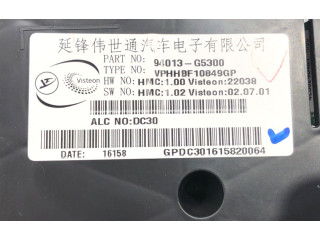 延锋伟世通汽车电子有限公司
Visteon
PART NO: 94013-G5300
TYPE NO: VPHHBF10849GP
HW NO: HMC:1.00 Visteon:22038
SW NO: HMC:1.02 Visteon:02.07.01
ALC NO:DC30
DATE: 16158 GPDC301615820064